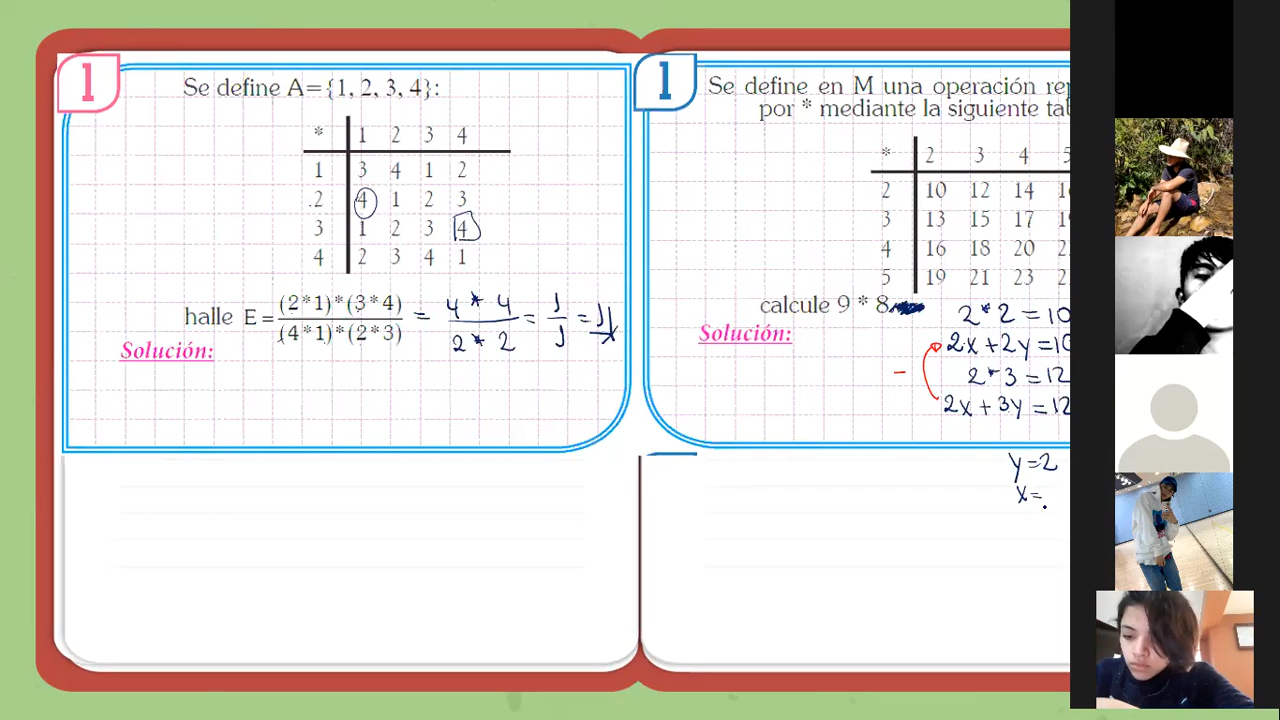 1
Se define A={1, 2, 3, 4}:
* 1 2 3 4
1 3 4 1 2
2 4 1 2 3
3 1 2 3 4
4 2 3 4 1
halle E = (2*1)*(3*4) / (4*1)*(2*3) = 4 * 4 / 2 * 2 = 1 / 1 = 1
Solución:
1
Se define en M una operación
por * mediante la siguiente
* 2 3 4
2 10 12 14
3 13 15 17
4 16 18 20
5 19 21 23
calcule 9 * 8
Solución:
2*2 = 10
2x + 2y = 10
2*3 = 12
2x + 3y = 12
-
y = 2
x =